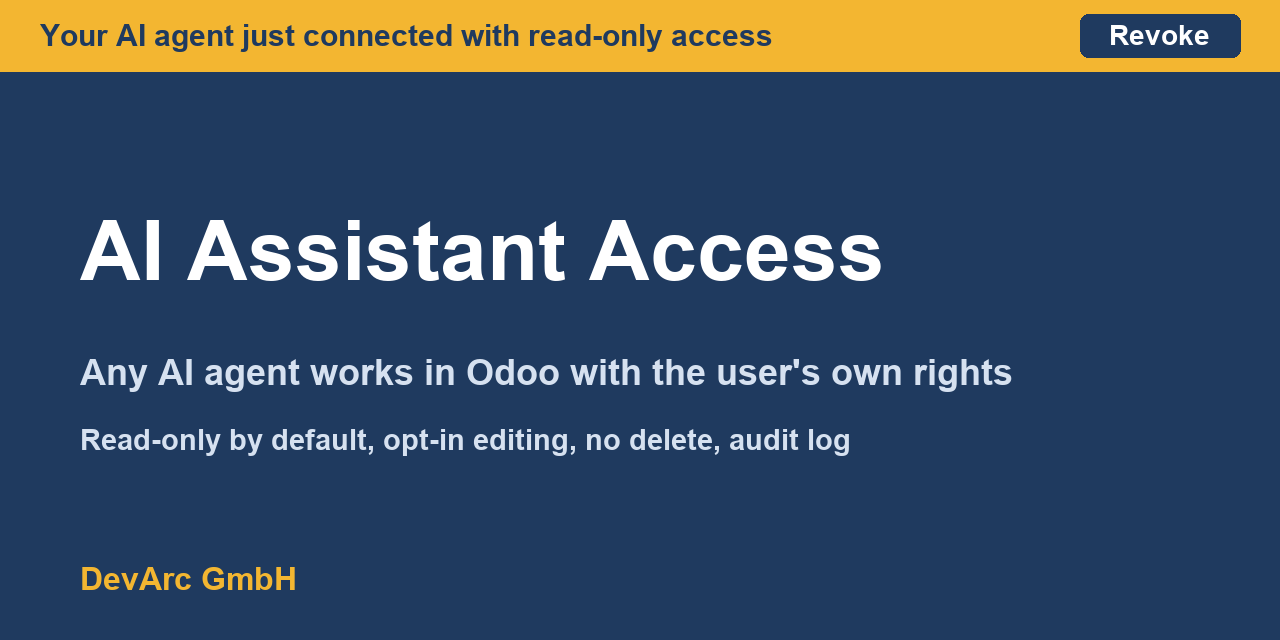 Your AI agent just connected with read-only access
Revoke
AI Assistant Access
Any AI agent works in Odoo with the user's own rights
Read-only by default, opt-in editing, no delete, audit log
DevArc GmbH